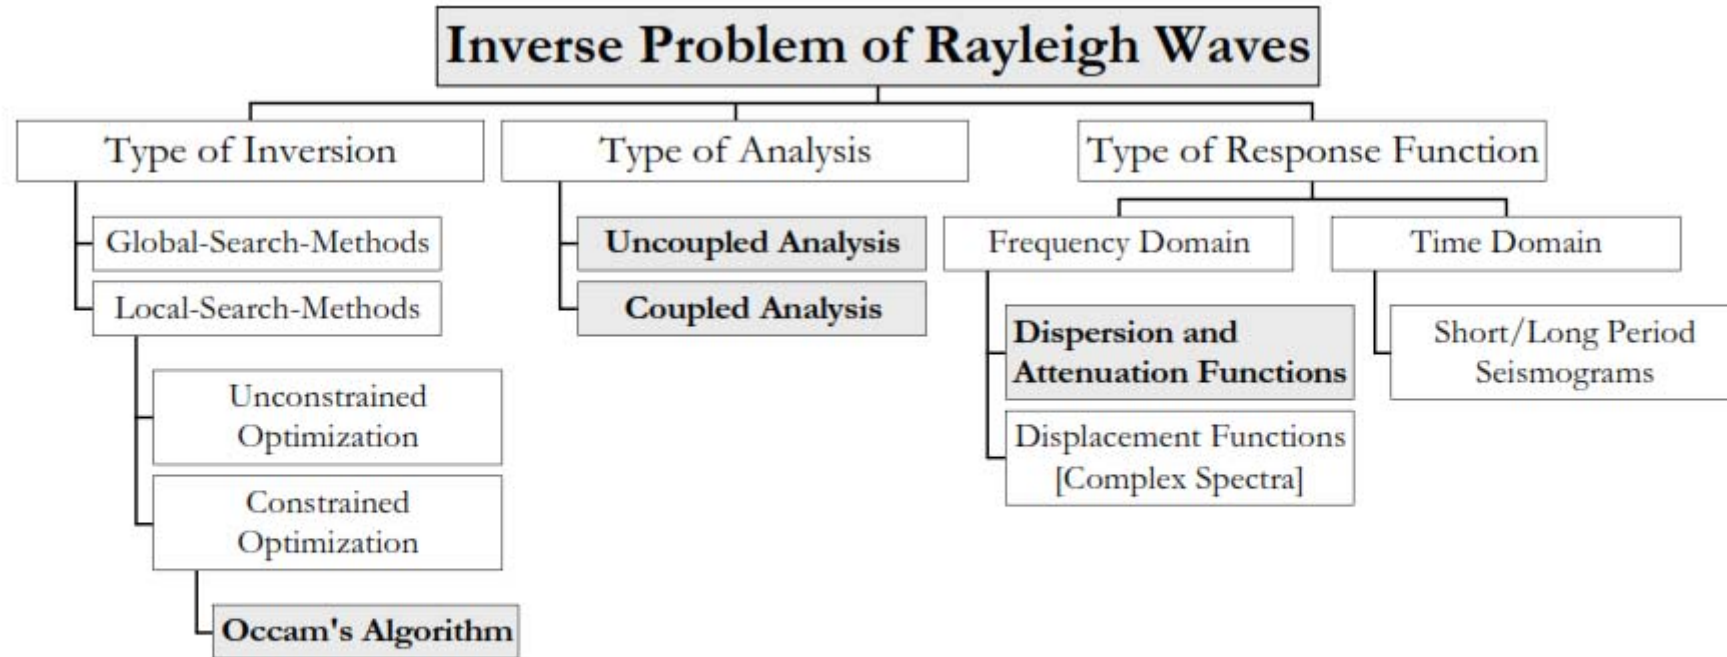 Inverse Problem of Rayleigh Waves
Type of Inversion
Type of Analysis
Type of Response Function
Global-Search-Methods
Local-Search-Methods
Unconstrained
Optimization
Constrained
Optimization
Occam's Algorithm
Uncoupled Analysis
Coupled Analysis
Frequency Domain
Dispersion and
Attenuation Functions
Displacement Functions
[Complex Spectra]
Time Domain
Short/Long Period
Seismograms